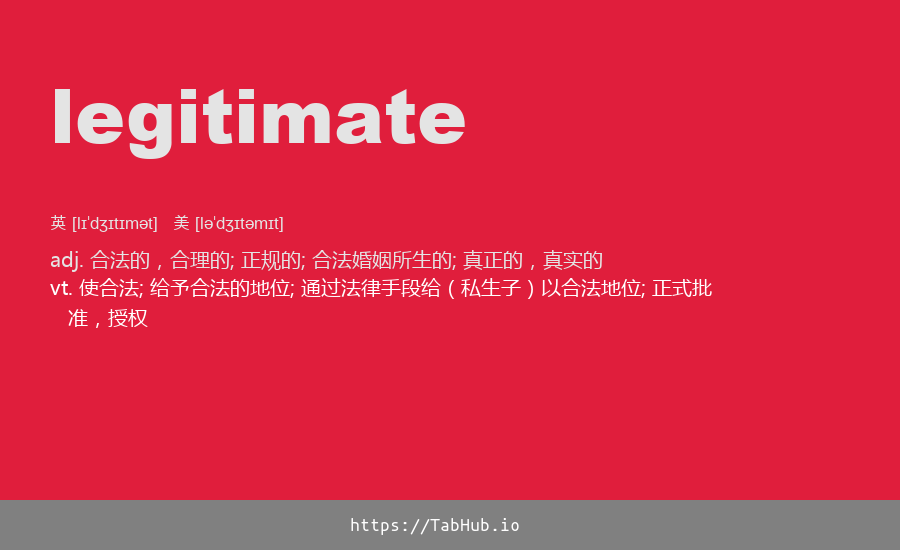 legitimate
英 [lɪˈdʒɪtɪmət] 美 [ləˈdʒɪtəmɪt]
adj. 合法的，合理的; 正规的; 合法婚姻所生的; 真正的，真实的
vt. 使合法; 给予合法的地位; 通过法律手段给（私生子）以合法地位; 正式批
准，授权
https://TabHub.io